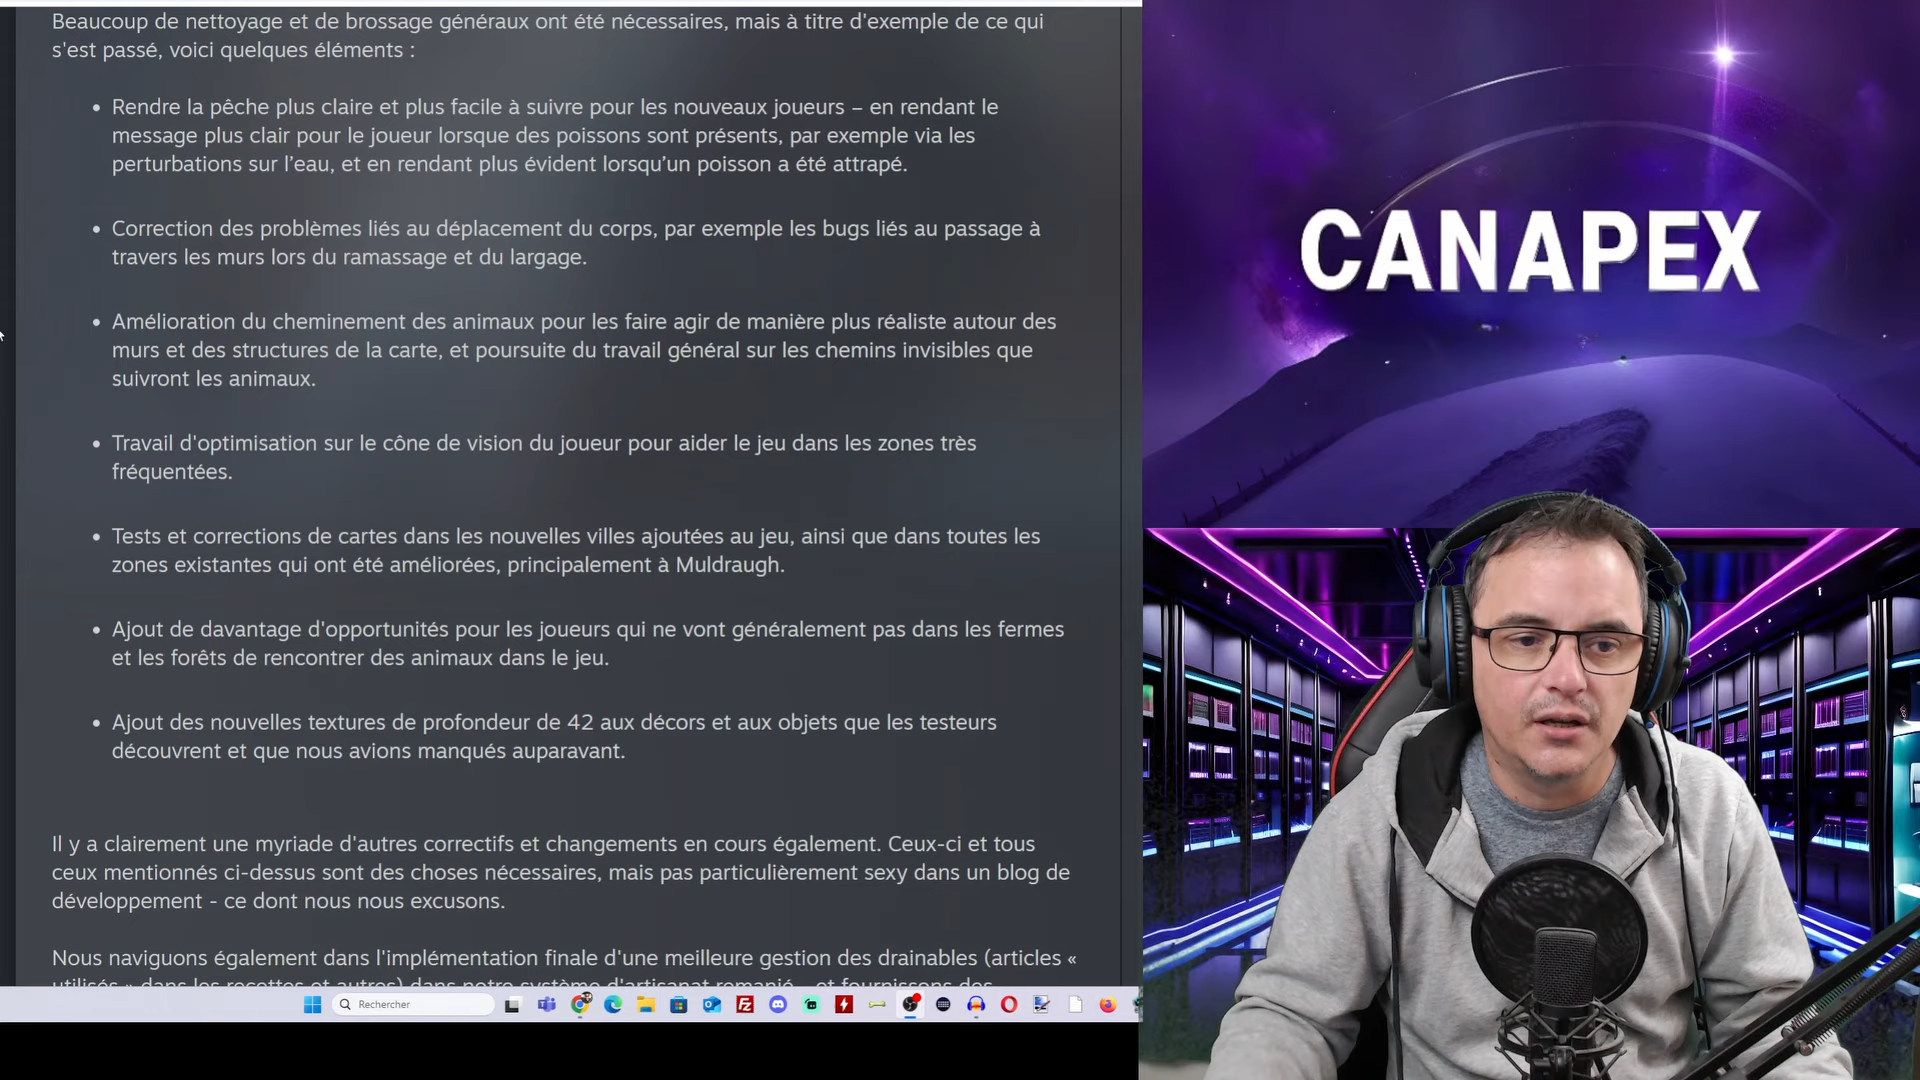 Beaucoup de nettoyage et de brossage généraux ont été nécessaires, mais à titre d'exemple de ce qui
s'est passé, voici quelques éléments :
• Rendre la pêche plus claire et plus facile à suivre pour les nouveaux joueurs – en rendant le
message plus clair pour le joueur lorsque des poissons sont présents, par exemple via les
perturbations sur l’eau, et en rendant plus évident lorsqu’un poisson a été attrapé.
• Correction des problèmes liés au déplacement du corps, par exemple les bugs liés au passage à
travers les murs lors du ramassage et du largage.
• Amélioration du cheminement des animaux pour les faire agir de manière plus réaliste autour des
murs et des structures de la carte, et poursuite du travail général sur les chemins invisibles que
suivront les animaux.
• Travail d'optimisation sur le cône de vision du joueur pour aider le jeu dans les zones très
fréquentées.
• Tests et corrections de cartes dans les nouvelles villes ajoutées au jeu, ainsi que dans toutes les
zones existantes qui ont été améliorées, principalement à Muldraugh.
• Ajout de davantage d'opportunités pour les joueurs qui ne vont généralement pas dans les fermes
et les forêts de rencontrer des animaux dans le jeu.
• Ajout des nouvelles textures de profondeur de 42 aux décors et aux objets que les testeurs
découvrent et que nous avions manqués auparavant.
Il y a clairement une myriade d'autres correctifs et changements en cours également. Ceux-ci et tous
ceux mentionnés ci-dessus sont des choses nécessaires, mais pas particulièrement sexy dans un blog de
développement - ce dont nous nous excusons.
Nous naviguons également dans l'implémentation finale d'une meilleure gestion des drainables (articles «
utilisés » dans les recettes et autres) dans notre système d'artisanat remanié - et fournissons des
Rechercher
CANAPEX